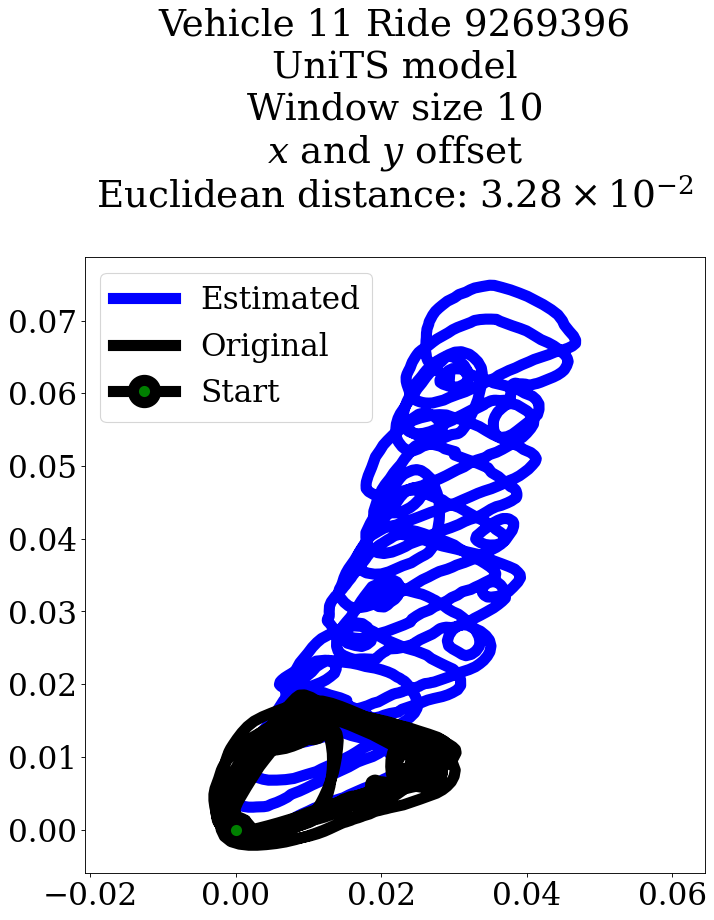 Vehicle 11 Ride 9269396
UniTS model
Window size 10
x and y offset
Euclidean distance: 3.28 × 10⁻²
Estimated
Original
Start
0.07
0.06
0.05
0.04
0.03
0.02
0.01
0.00
−0.02 0.00 0.02 0.04 0.06